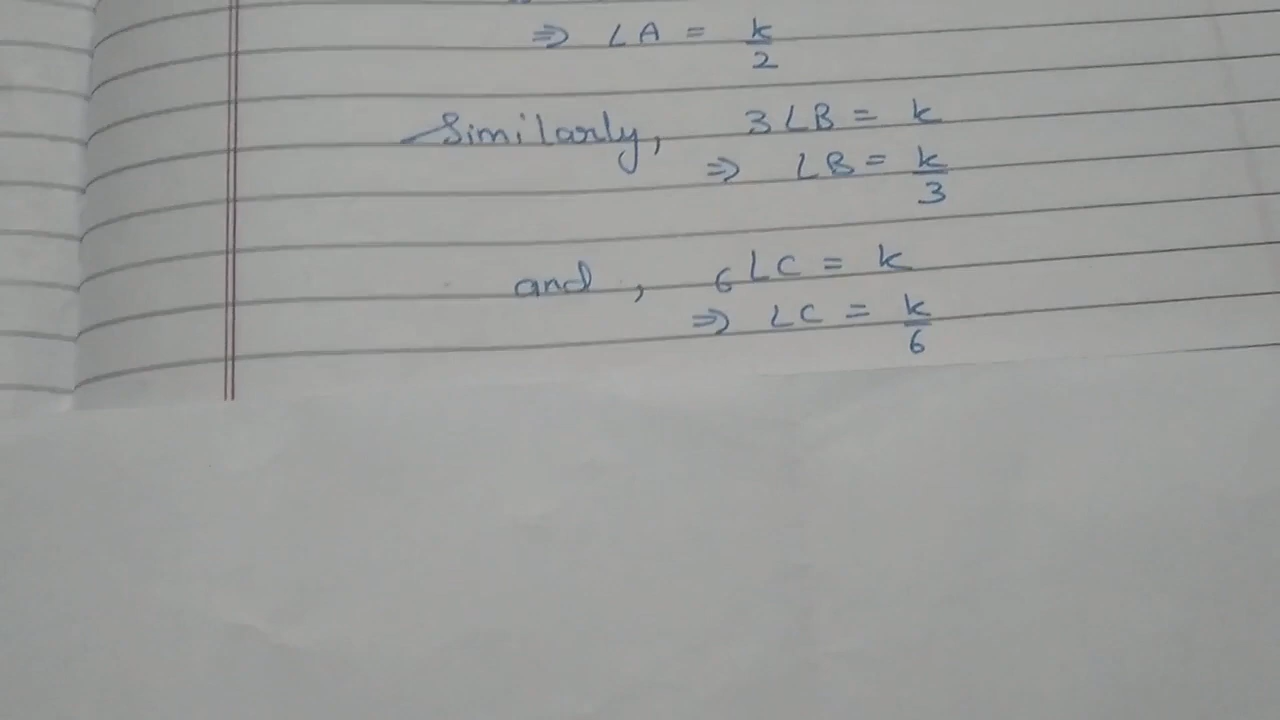 ⇒ ∠A = k/2
Similarly, 3∠B = k
⇒ ∠B = k/3
and, 6∠C = k
⇒ ∠C = k/6